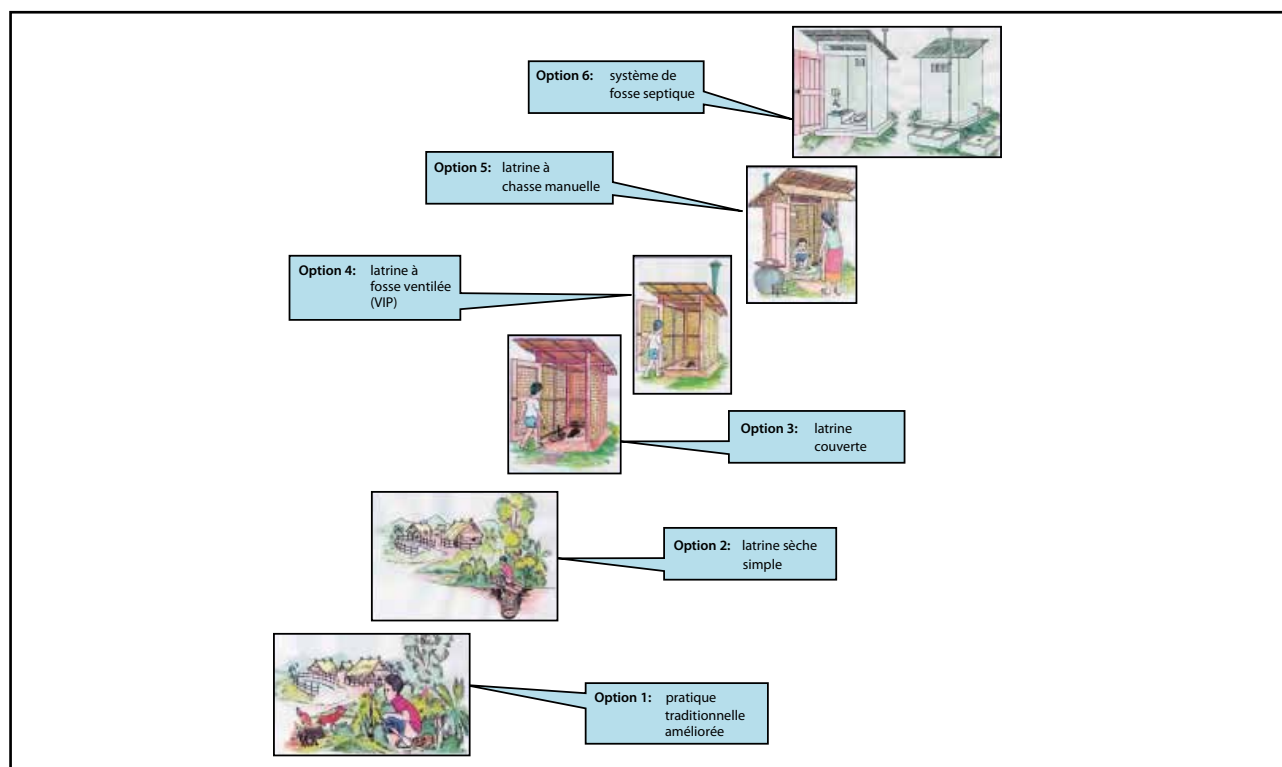 Option 6: système de
fosse septique
Option 5: latrine à
chasse manuelle
Option 4: latrine à
fosse ventilée
(VIP)
Option 3: latrine
couverte
Option 2: latrine sèche
simple
Option 1: pratique
traditionnelle
améliorée